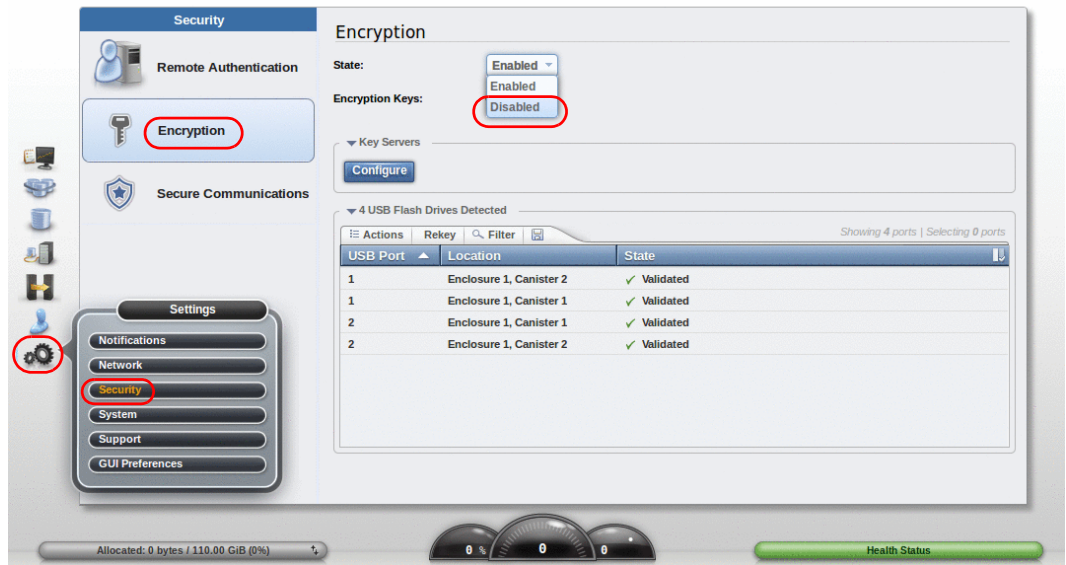 Security
Remote Authentication
Encryption
Secure Communications
Encryption
State:
Enabled
Enabled
Disabled
Encryption Keys:
Key Servers
Configure
4 USB Flash Drives Detected
Actions Rekey Filter
Showing 4 ports | Selecting 0 ports
USB Port Location State
1 Enclosure 1, Canister 2 Validated
1 Enclosure 1, Canister 1 Validated
2 Enclosure 1, Canister 1 Validated
2 Enclosure 1, Canister 2 Validated
Settings
Notifications
Network
Security
System
Support
GUI Preferences
Allocated: 0 bytes / 110.00 GiB (0%)
0 % 0 0
Health Status